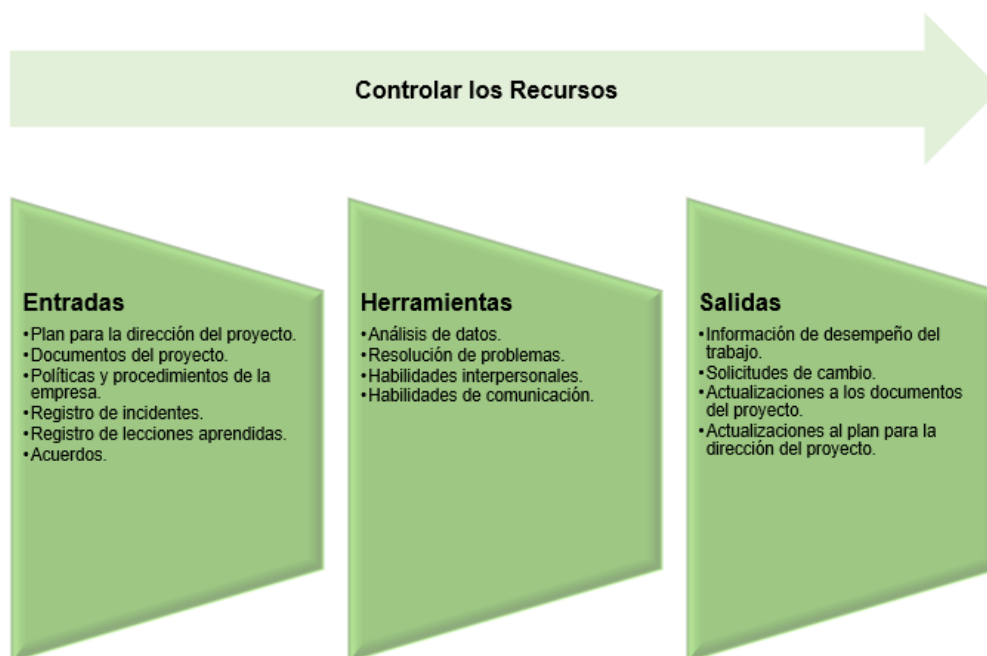 Controlar los Recursos
Entradas
•Plan para la dirección del proyecto.
•Documentos del proyecto.
•Políticas y procedimientos de la
empresa.
•Registro de incidentes.
•Registro de lecciones aprendidas.
•Acuerdos.
Herramientas
•Análisis de datos.
•Resolución de problemas.
•Habilidades interpersonales.
•Habilidades de comunicación.
Salidas
•Información de desempeño del
trabajo.
•Solicitudes de cambio.
•Actualizaciones a los documentos
del proyecto.
•Actualizaciones al plan para la
dirección del proyecto.